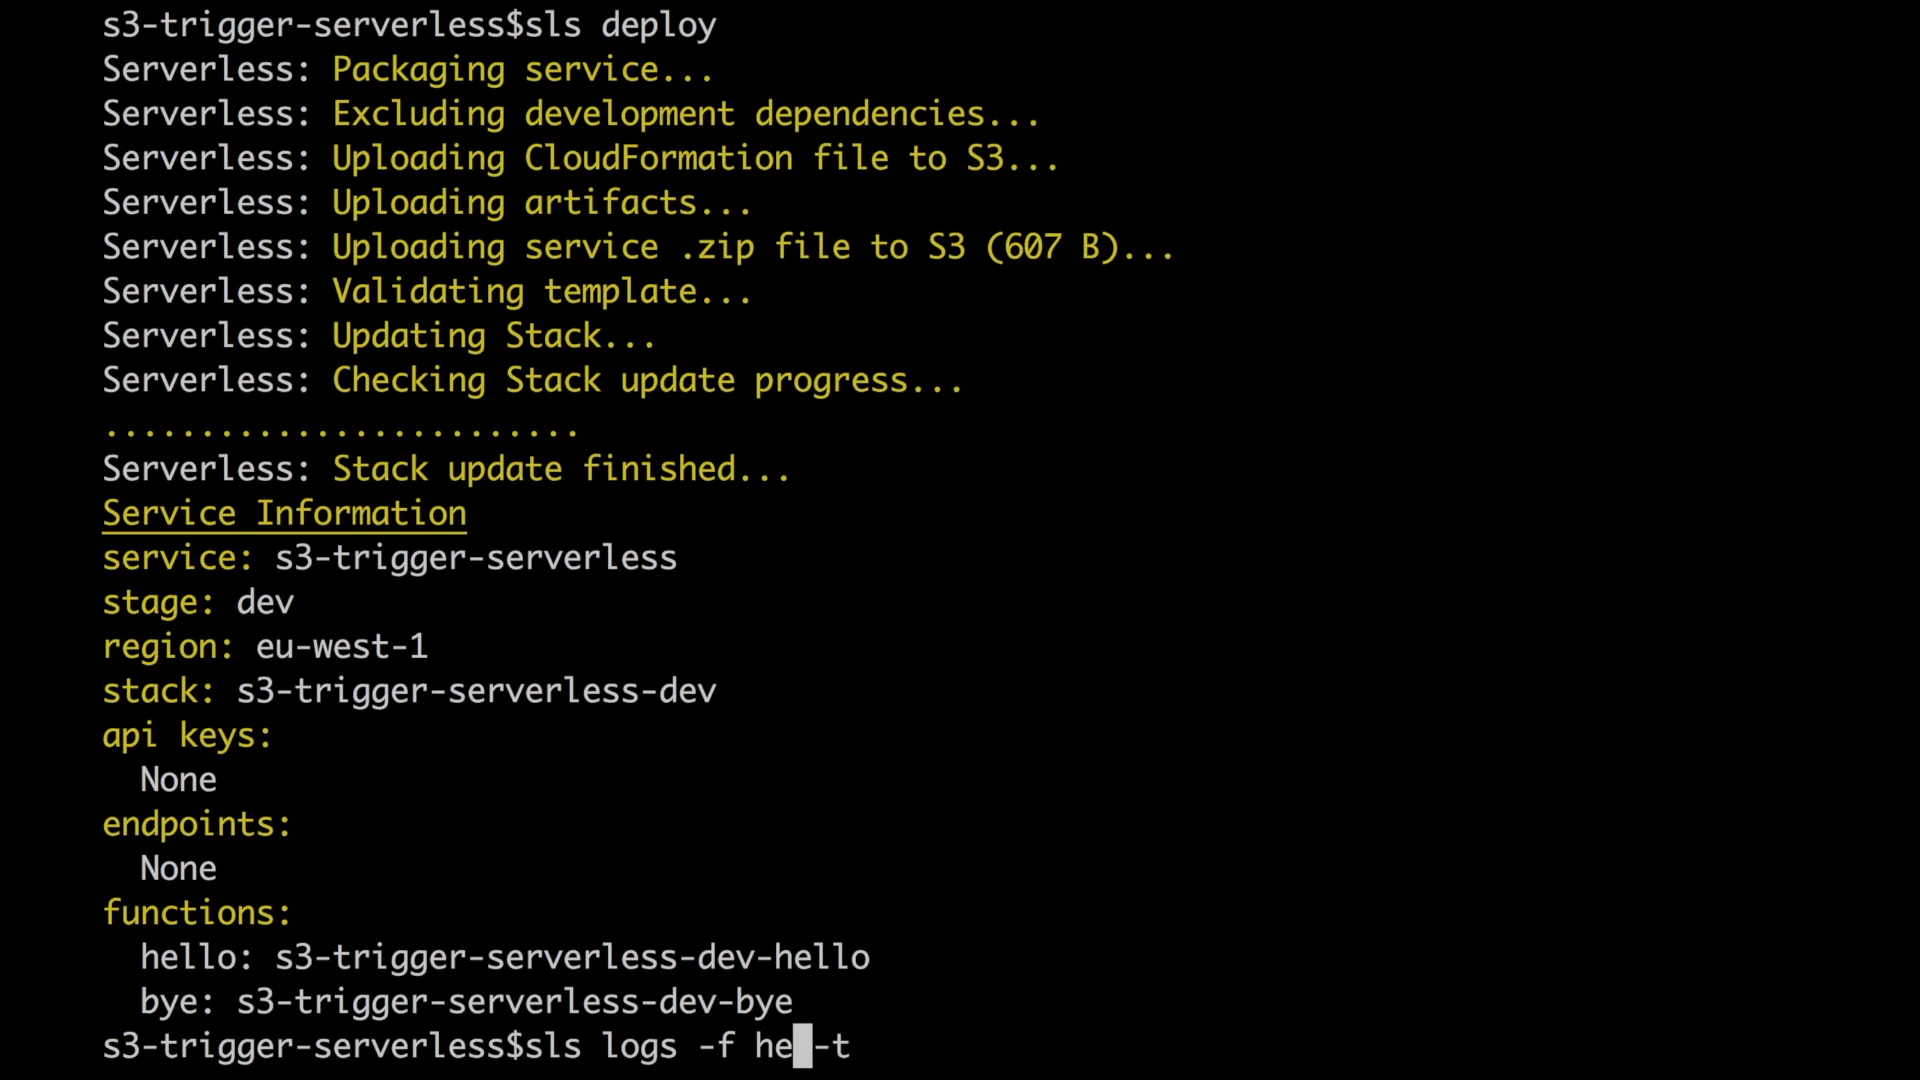 s3-trigger-serverless$sls deploy
Serverless: Packaging service...
Serverless: Excluding development dependencies...
Serverless: Uploading CloudFormation file to S3...
Serverless: Uploading artifacts...
Serverless: Uploading service .zip file to S3 (607 B)...
Serverless: Validating template...
Serverless: Updating Stack...
Serverless: Checking Stack update progress...
.........................
Serverless: Stack update finished...
Service Information
service: s3-trigger-serverless
stage: dev
region: eu-west-1
stack: s3-trigger-serverless-dev
api keys:
  None
endpoints:
  None
functions:
  hello: s3-trigger-serverless-dev-hello
  bye: s3-trigger-serverless-dev-bye
s3-trigger-serverless$sls logs -f he -t